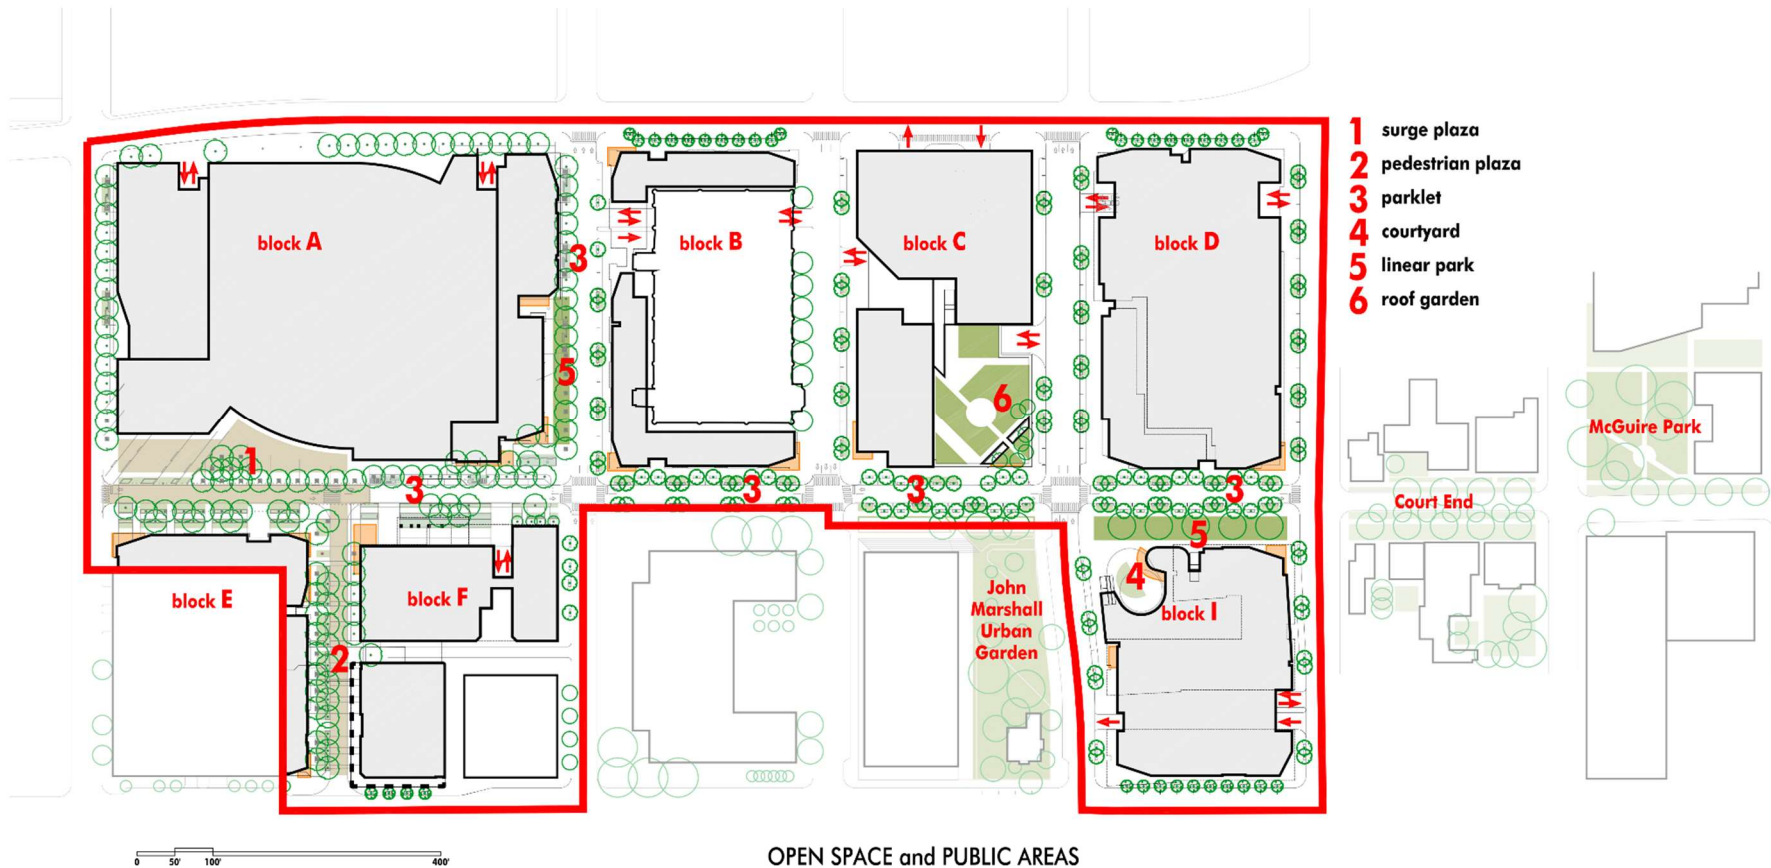 1 surge plaza
2 pedestrian plaza
3 parklet
4 courtyard
5 linear park
6 roof garden
block A
block B
block C
block D
3
5
6
McGuire Park
1
3
3
3
3
Court End
5
4
block E
block F
John
Marshall
Urban
Garden
block I
2
0 50' 100' 400'
OPEN SPACE and PUBLIC AREAS